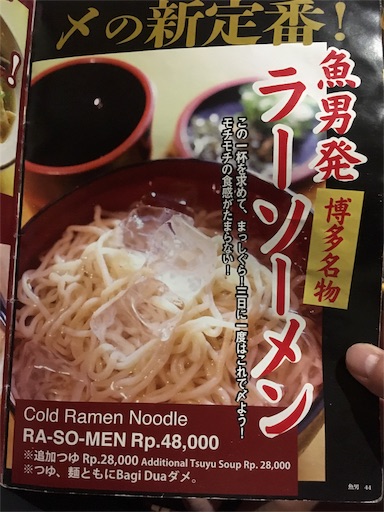 〆の新定番!
魚男発
ラーソーメン
博多名物
この一杯を求めて、まっしぐら!二日に一度はこれで〆よう!
モチモチの食感がたまらない!
Cold Ramen Noodle
RA-SO-MEN Rp.48,000
※追加つゆ Rp.28,000 Additional Tsuyu Soup Rp. 28,000
※つゆ、麺ともにBagi Duaダメ。
魚男 44